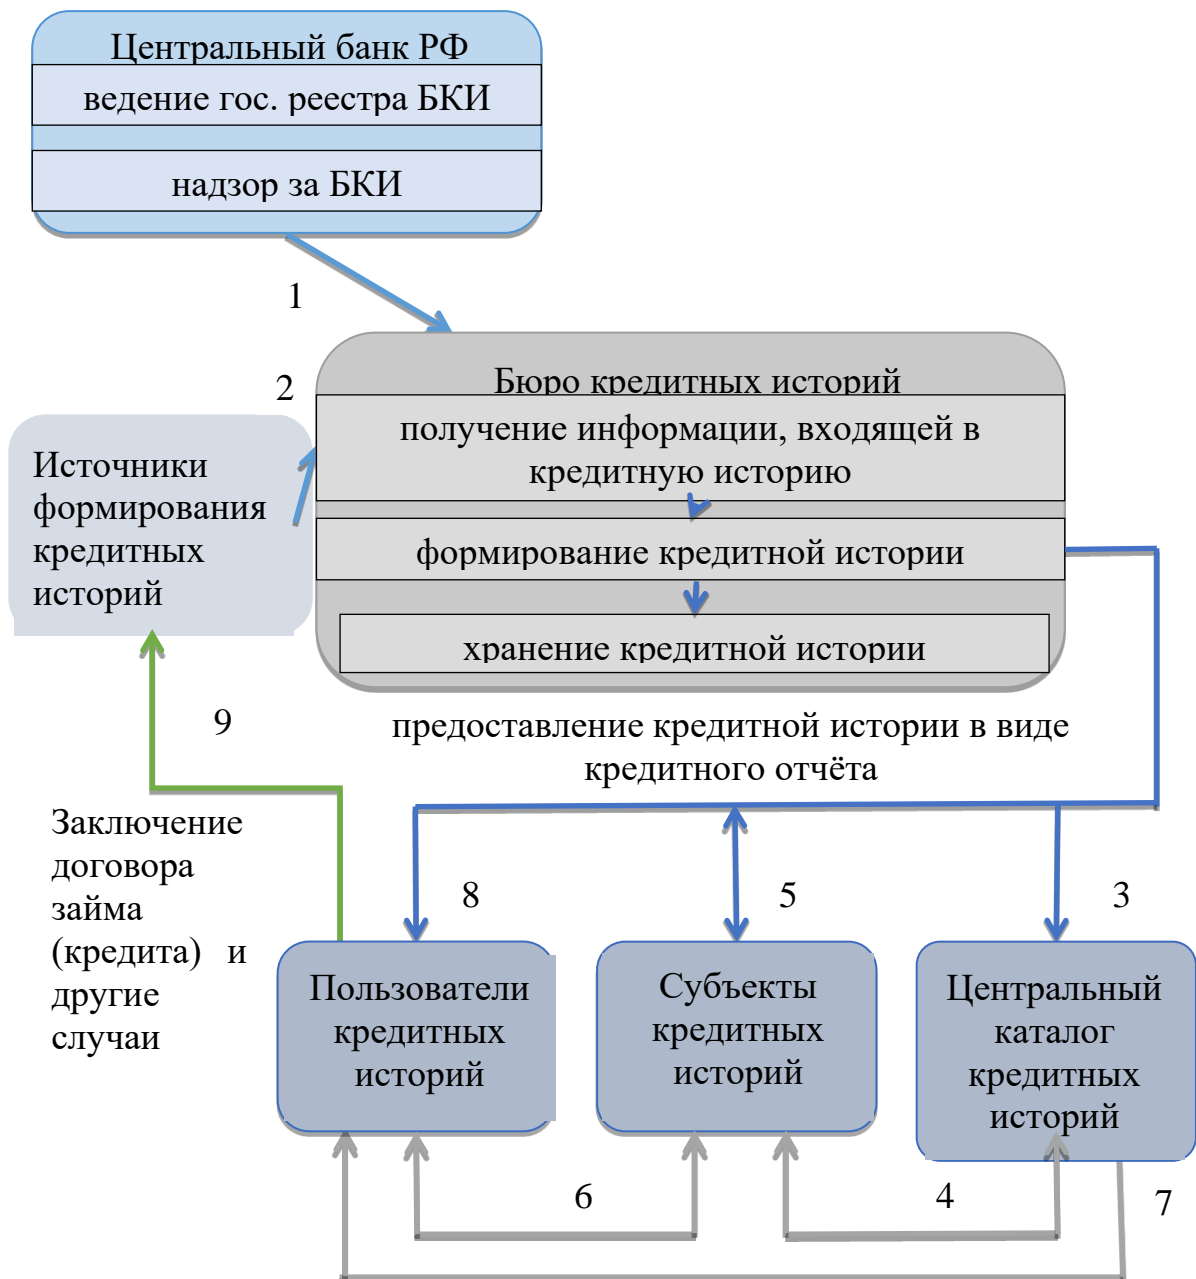 Центральный банк РФ
ведение гос. реестра БКИ
надзор за БКИ
1
2
Бюро кредитных историй
получение информации, входящей в
кредитную историю
формирование кредитной истории
хранение кредитной истории
Источники
формирования
кредитных
историй
9
предоставление кредитной истории в виде
кредитного отчёта
Заключение
договора
займа
(кредита) и
другие
случаи
8
5
3
Пользователи
кредитных
историй
Субъекты
кредитных
историй
Центральный
каталог
кредитных
историй
6
4
7